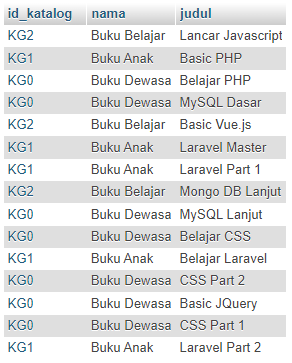 id_katalog nama judul
KG2 Buku Belajar Lancar Javascript
KG1 Buku Anak Basic PHP
KG0 Buku Dewasa Belajar PHP
KG0 Buku Dewasa MySQL Dasar
KG2 Buku Belajar Basic Vue.js
KG1 Buku Anak Laravel Master
KG1 Buku Anak Laravel Part 1
KG2 Buku Belajar Mongo DB Lanjut
KG0 Buku Dewasa MySQL Lanjut
KG0 Buku Dewasa Belajar CSS
KG1 Buku Anak Belajar Laravel
KG0 Buku Dewasa CSS Part 2
KG0 Buku Dewasa Basic JQuery
KG0 Buku Dewasa CSS Part 1
KG1 Buku Anak Laravel Part 2